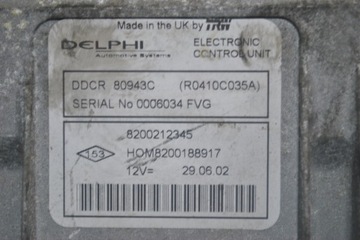 Made in the UK by TRW
DELPHI ELECTRONIC
Automotive Systems CONTROL UNIT
DDCR 80943C (R0410C035A)
SERIAL No 0006034 FVG
8200212345
153 HOM8200188917
12V= 29.06.02